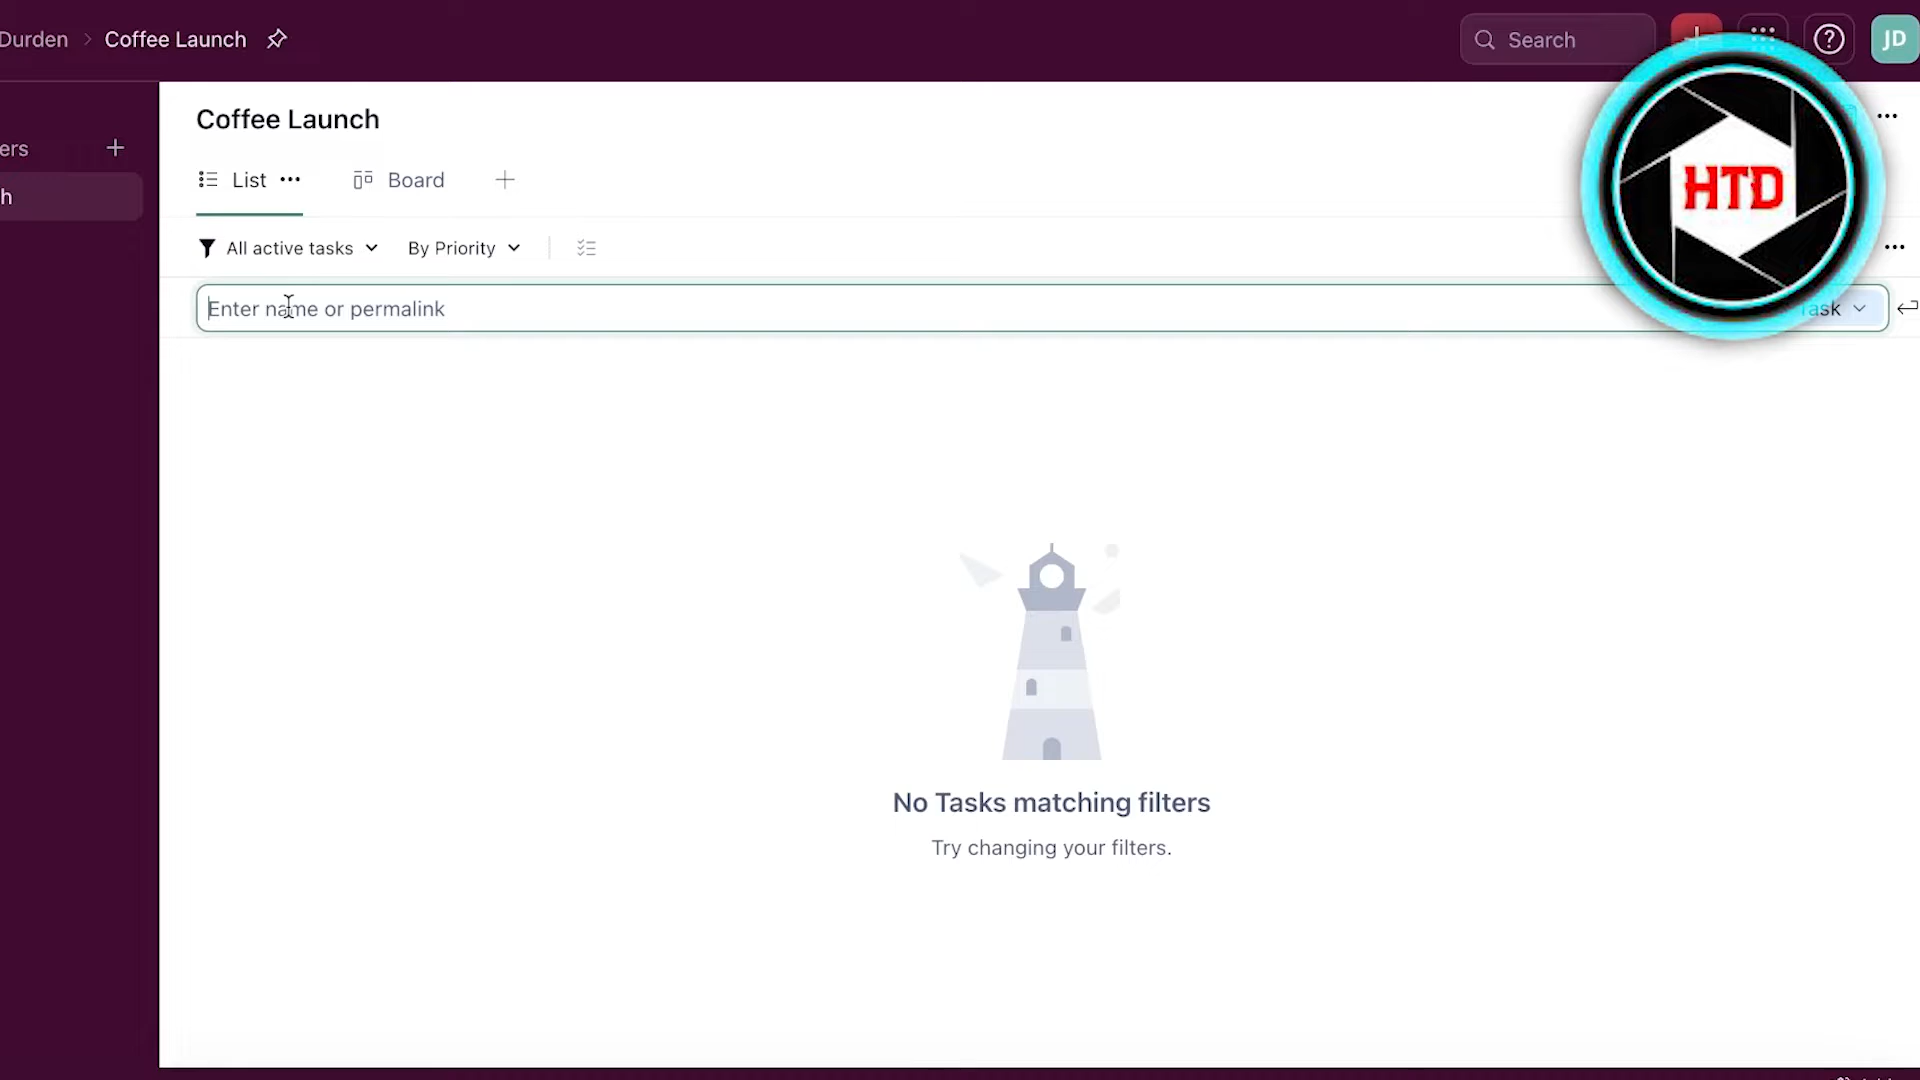 Durden > Coffee Launch
Search
JD
ers +
h
Coffee Launch
List
Board
All active tasks
By Priority
Enter name or permalink
Task
HTD
No Tasks matching filters
Try changing your filters.